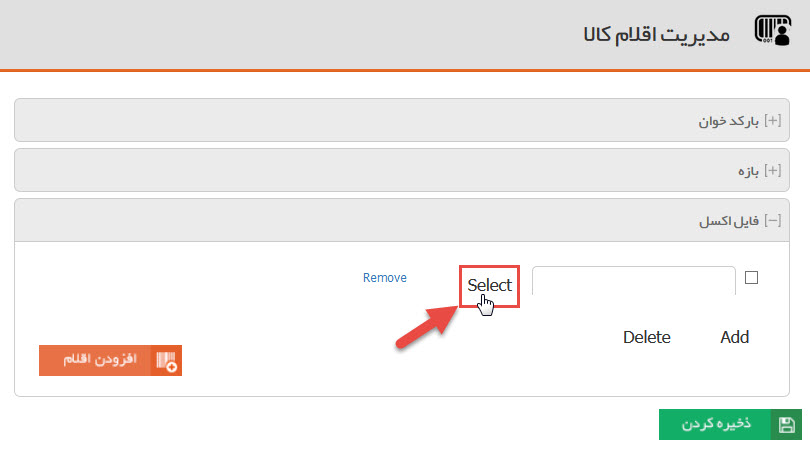 مدیریت اقلام کالا
[+] بارکد خوان
[+] بازه
[−] فایل اکسل
Select
Remove
Add
Delete
افزودن اقلام
ذخیره کردن